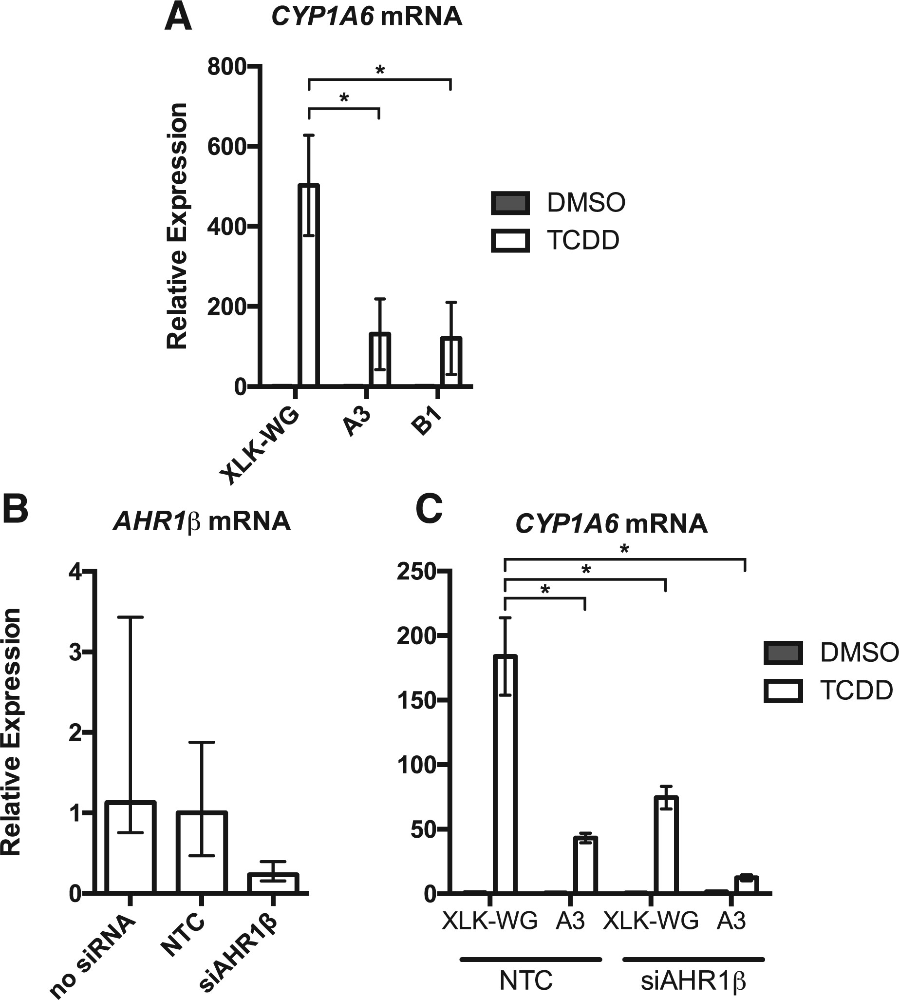 A
CYP1A6 mRNA
Relative Expression
800
600
400
200
0
*
*
XLK-WG
A3
B1
DMSO
TCDD
B
AHR1β mRNA
Relative Expression
4
3
2
1
0
no siRNA
NTC
siAHR1β
C
CYP1A6 mRNA
*
*
*
250
200
150
100
50
0
XLK-WG A3 XLK-WG A3
NTC siAHR1β
DMSO
TCDD